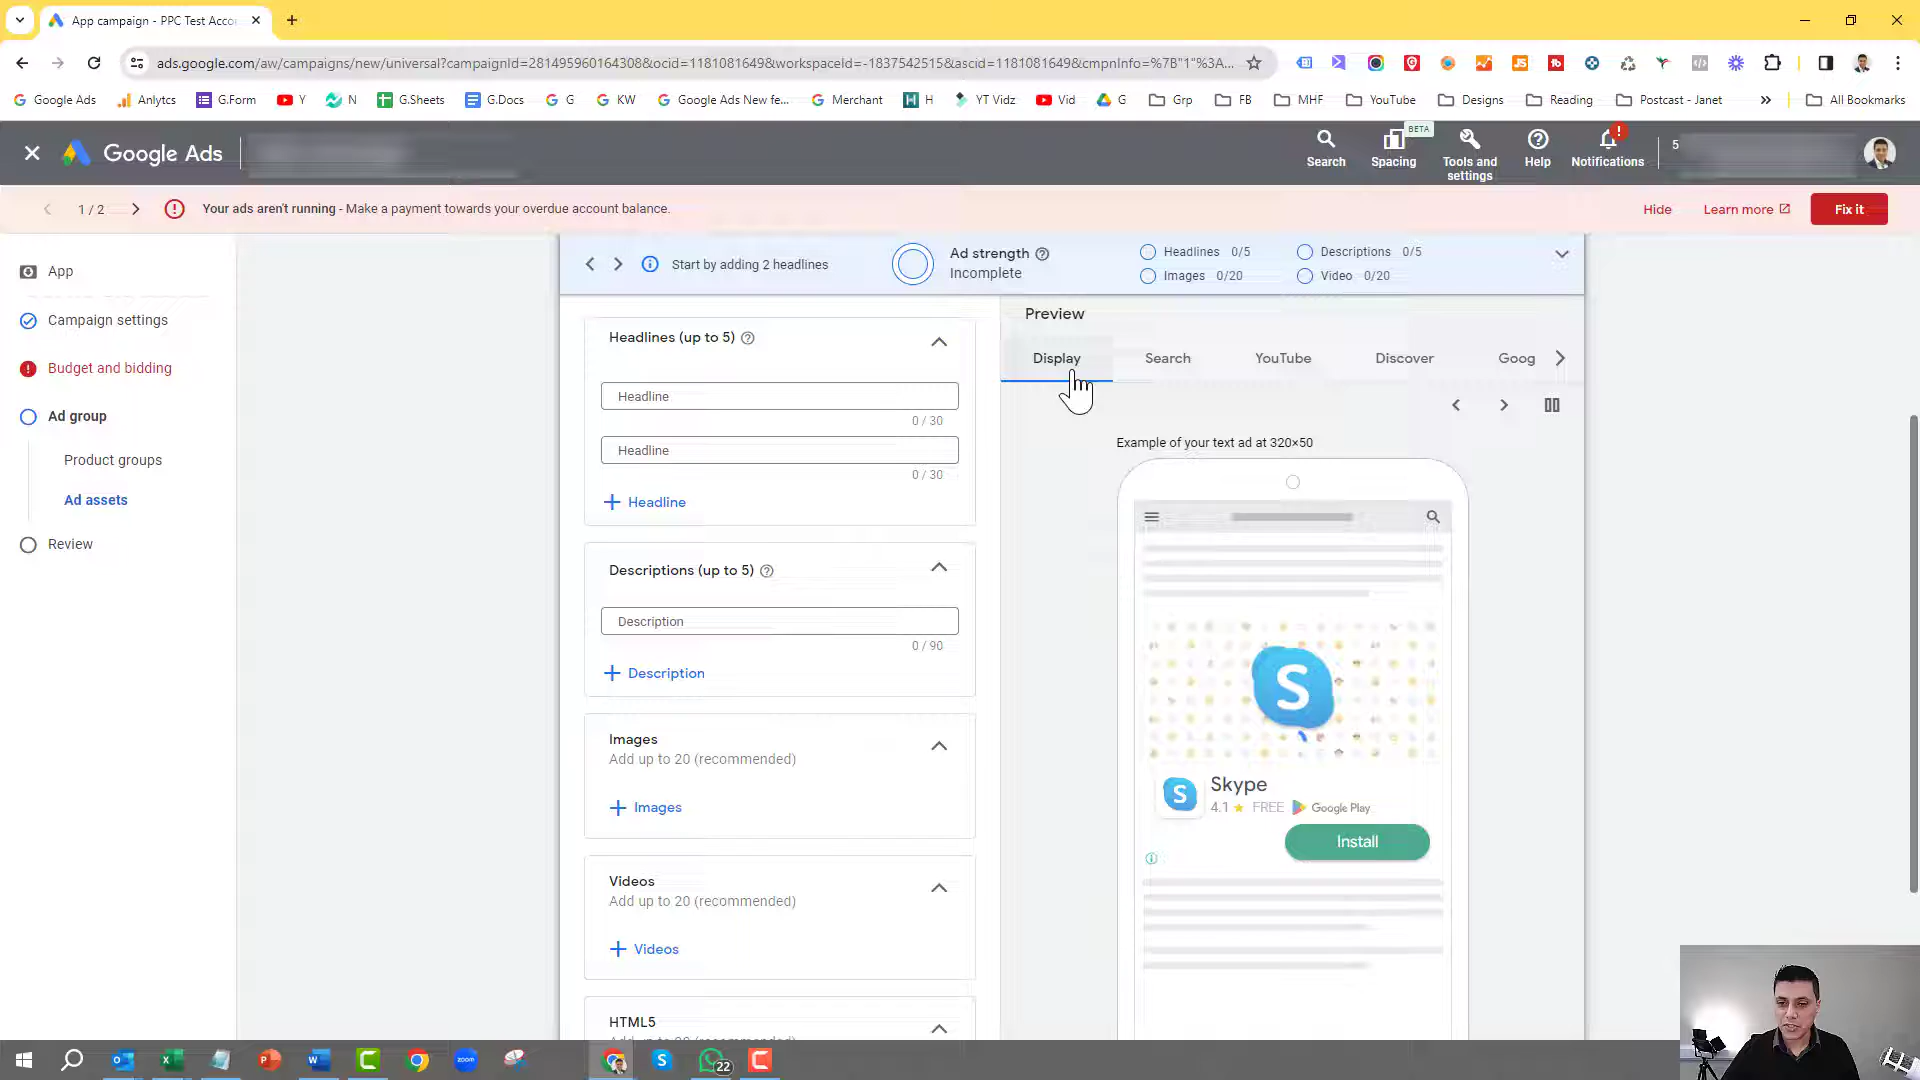 App campaign - PPC Test Acco
ads.google.com/aw/campaigns/new/universal?campaignId=281495960164308&ocid=11810816498&workspaceId=-1837542515&ascid=1181081649&cmpnInfo=%7B"1"%3A...
Google Ads
Anlytcs
G.Form
Y
N
G.Sheets
G.Docs
G
KW
Google Ads New fe...
Merchant
H
YT Vidz
Vid
G
Grp
FB
MHF
YouTube
Designs
Reading
Postcast - Janet
All Bookmarks
Google Ads
Search
BETA
Spacing
Tools and
settings
Help
Notifications
5
1 / 2
Your ads aren't running - Make a payment towards your overdue account balance.
Hide
Learn more
Fix it
App
Campaign settings
Budget and bidding
Ad group
Product groups
Ad assets
Review
Start by adding 2 headlines
Ad strength
Incomplete
Headlines 0/5
Descriptions 0/5
Images 0/20
Video 0/20
Headlines (up to 5)
Headline
0 / 30
Headline
0 / 30
Headline
Descriptions (up to 5)
Description
0 / 90
Description
Images
Add up to 20 (recommended)
Images
Videos
Add up to 20 (recommended)
Videos
HTML5
Preview
Display
Search
YouTube
Discover
Goog
Example of your text ad at 320×50
S
S
Skype
4.1 ★ FREE Google Play
Install
zoom
22